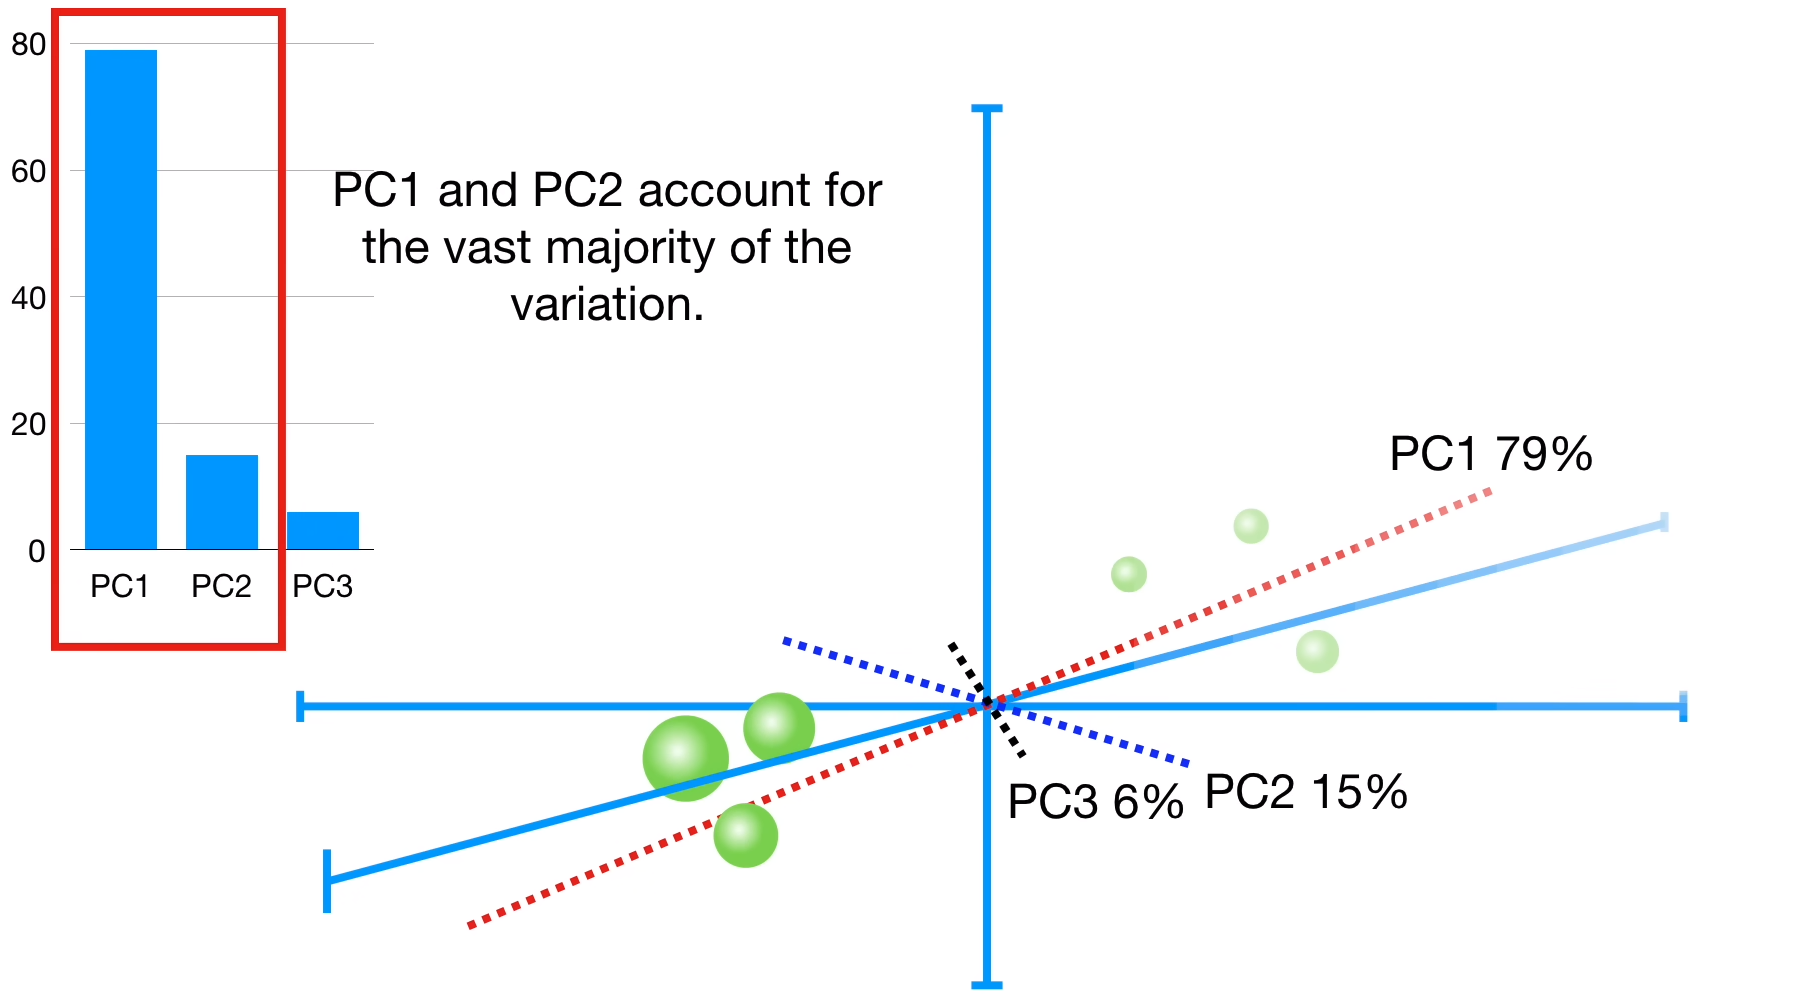 80
60
40
20
0
PC1 PC2 PC3
PC1 and PC2 account for
the vast majority of the
variation.
PC1 79%
PC3 6%
PC2 15%